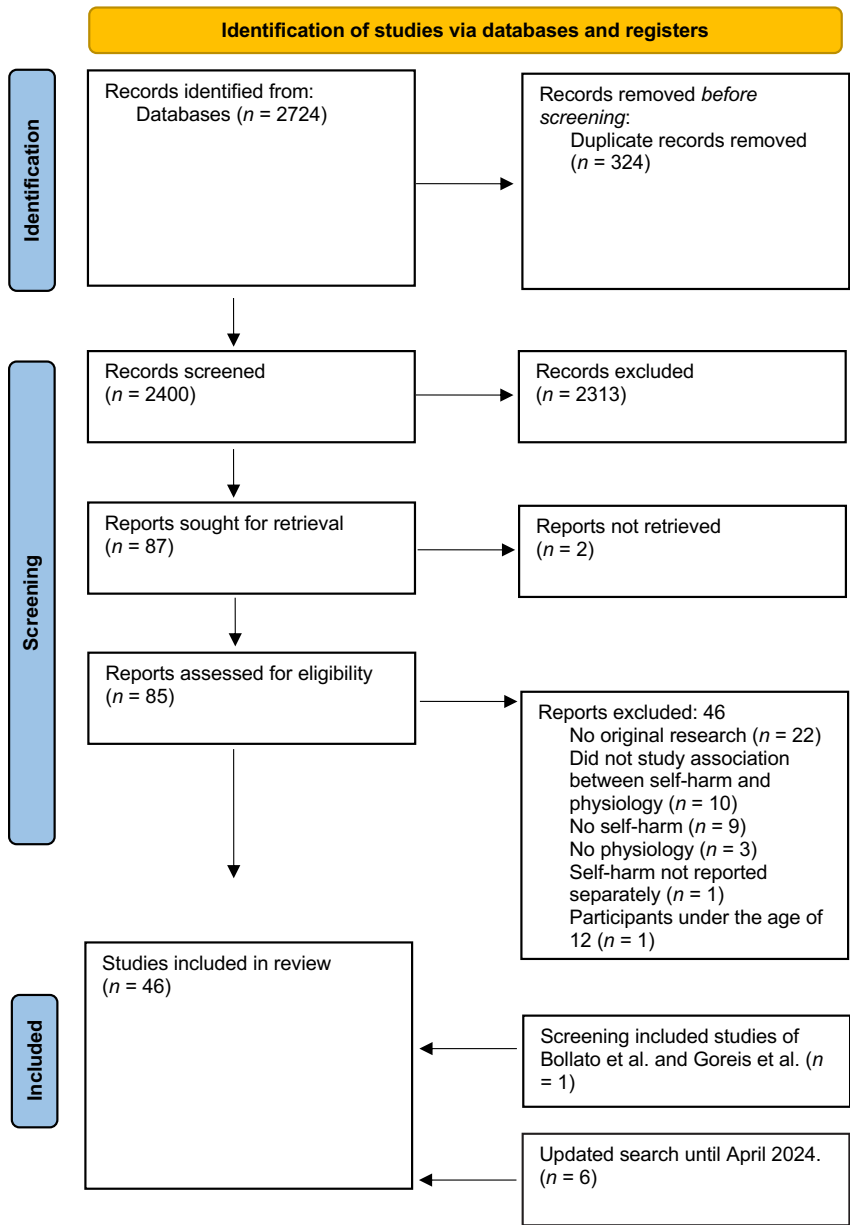 Identification of studies via databases and registers
Identification
Records identified from:
Databases (n = 2724)
Records removed before
screening:
Duplicate records removed
(n = 324)
Screening
Records screened
(n = 2400)
Records excluded
(n = 2313)
Reports sought for retrieval
(n = 87)
Reports not retrieved
(n = 2)
Reports assessed for eligibility
(n = 85)
Reports excluded: 46
No original research (n = 22)
Did not study association
between self-harm and
physiology (n = 10)
No self-harm (n = 9)
No physiology (n = 3)
Self-harm not reported
separately (n = 1)
Participants under the age of
12 (n = 1)
Included
Studies included in review
(n = 46)
Screening included studies of
Bollato et al. and Goreis et al. (n
= 1)
Updated search until April 2024.
(n = 6)